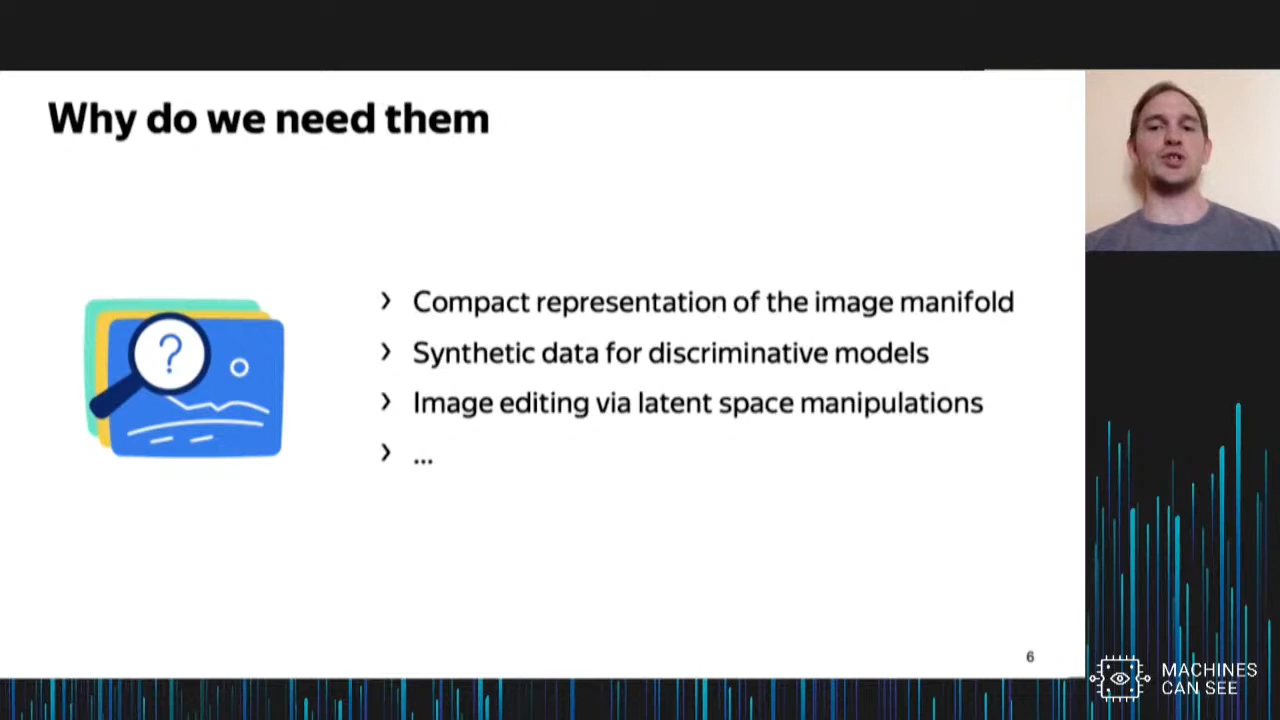 Why do we need them
› Compact representation of the image manifold
› Synthetic data for discriminative models
› Image editing via latent space manipulations
› ...
?
6
MACHINES
CAN SEE